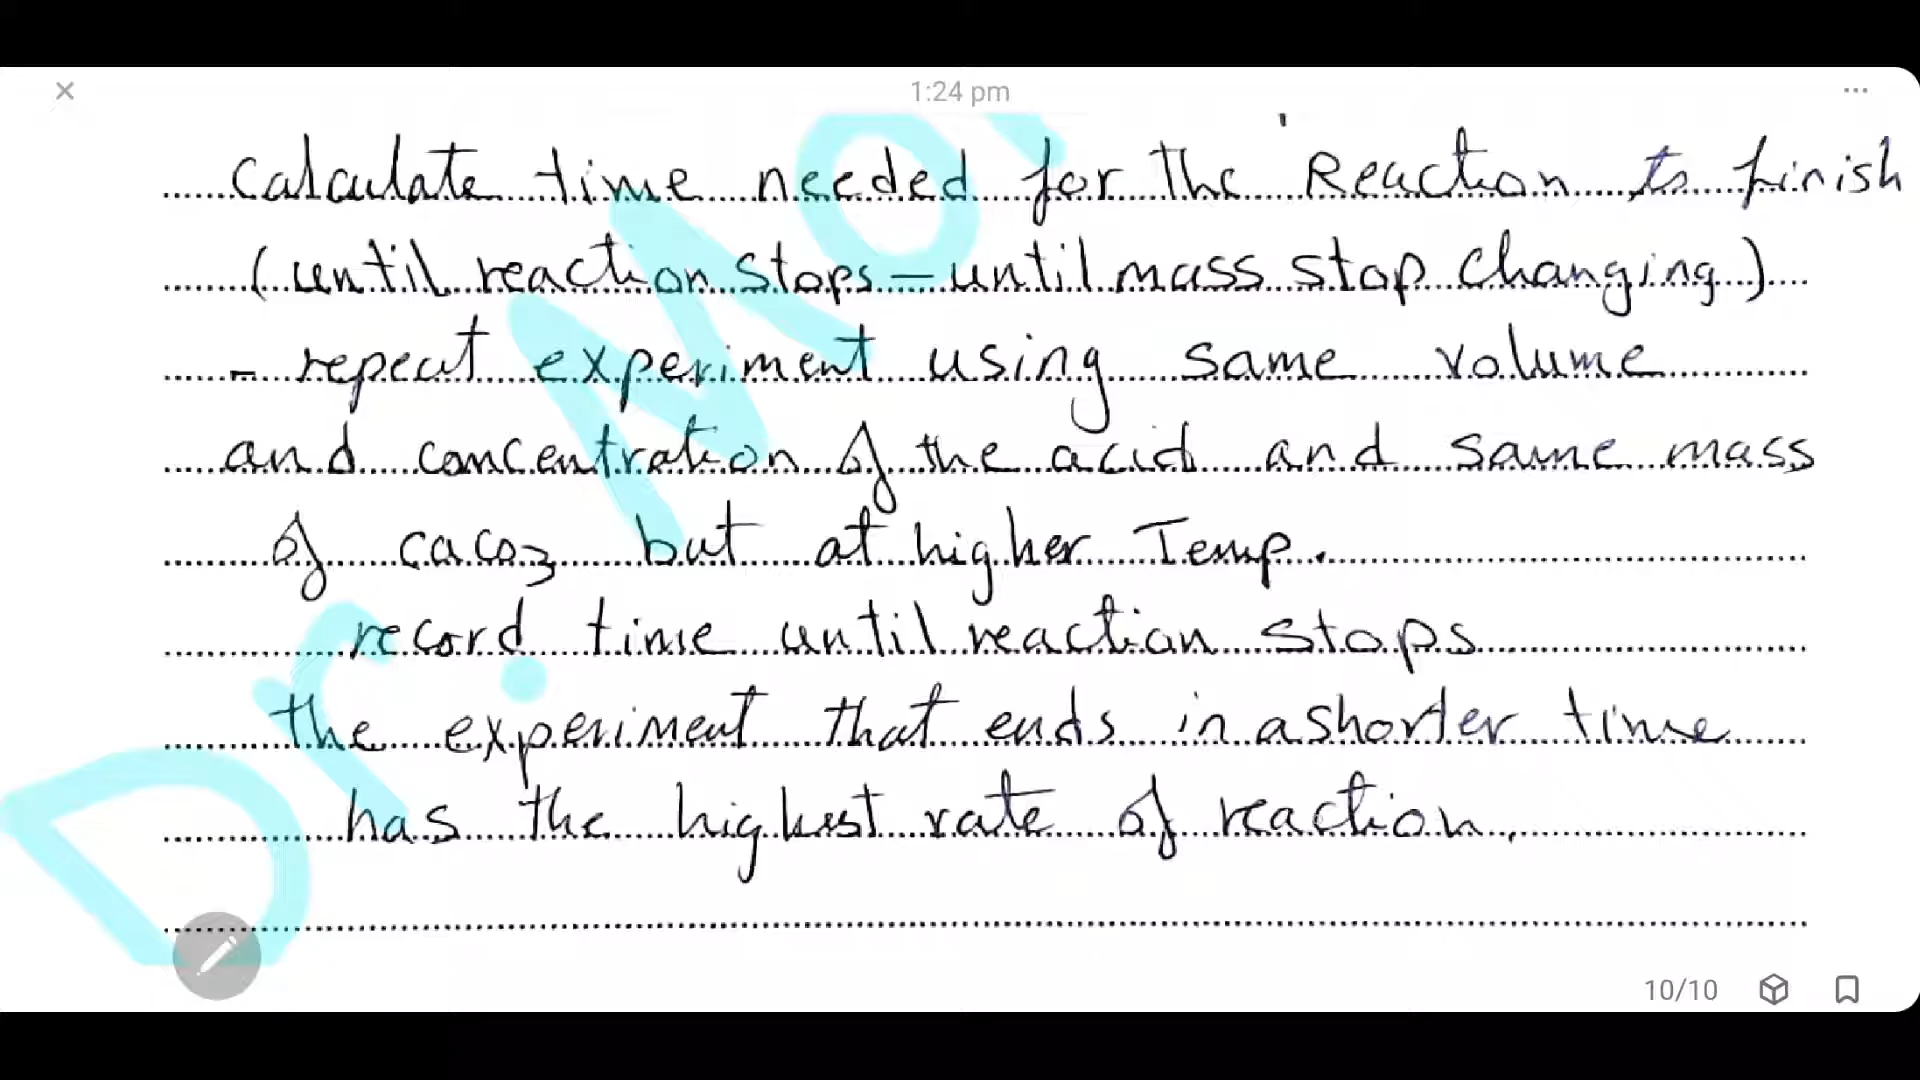 1:24 pm
calculate time needed for the Reaction to finish
(until reaction stops - until mass stop changing)
- repeat experiment using same volume
and concentration of the acid and same mass
of caco3 but at higher Temp.
record time until reaction stops
the experiment that ends in a shorter time
has the highest rate of reaction.
Dr. Mo
10/10